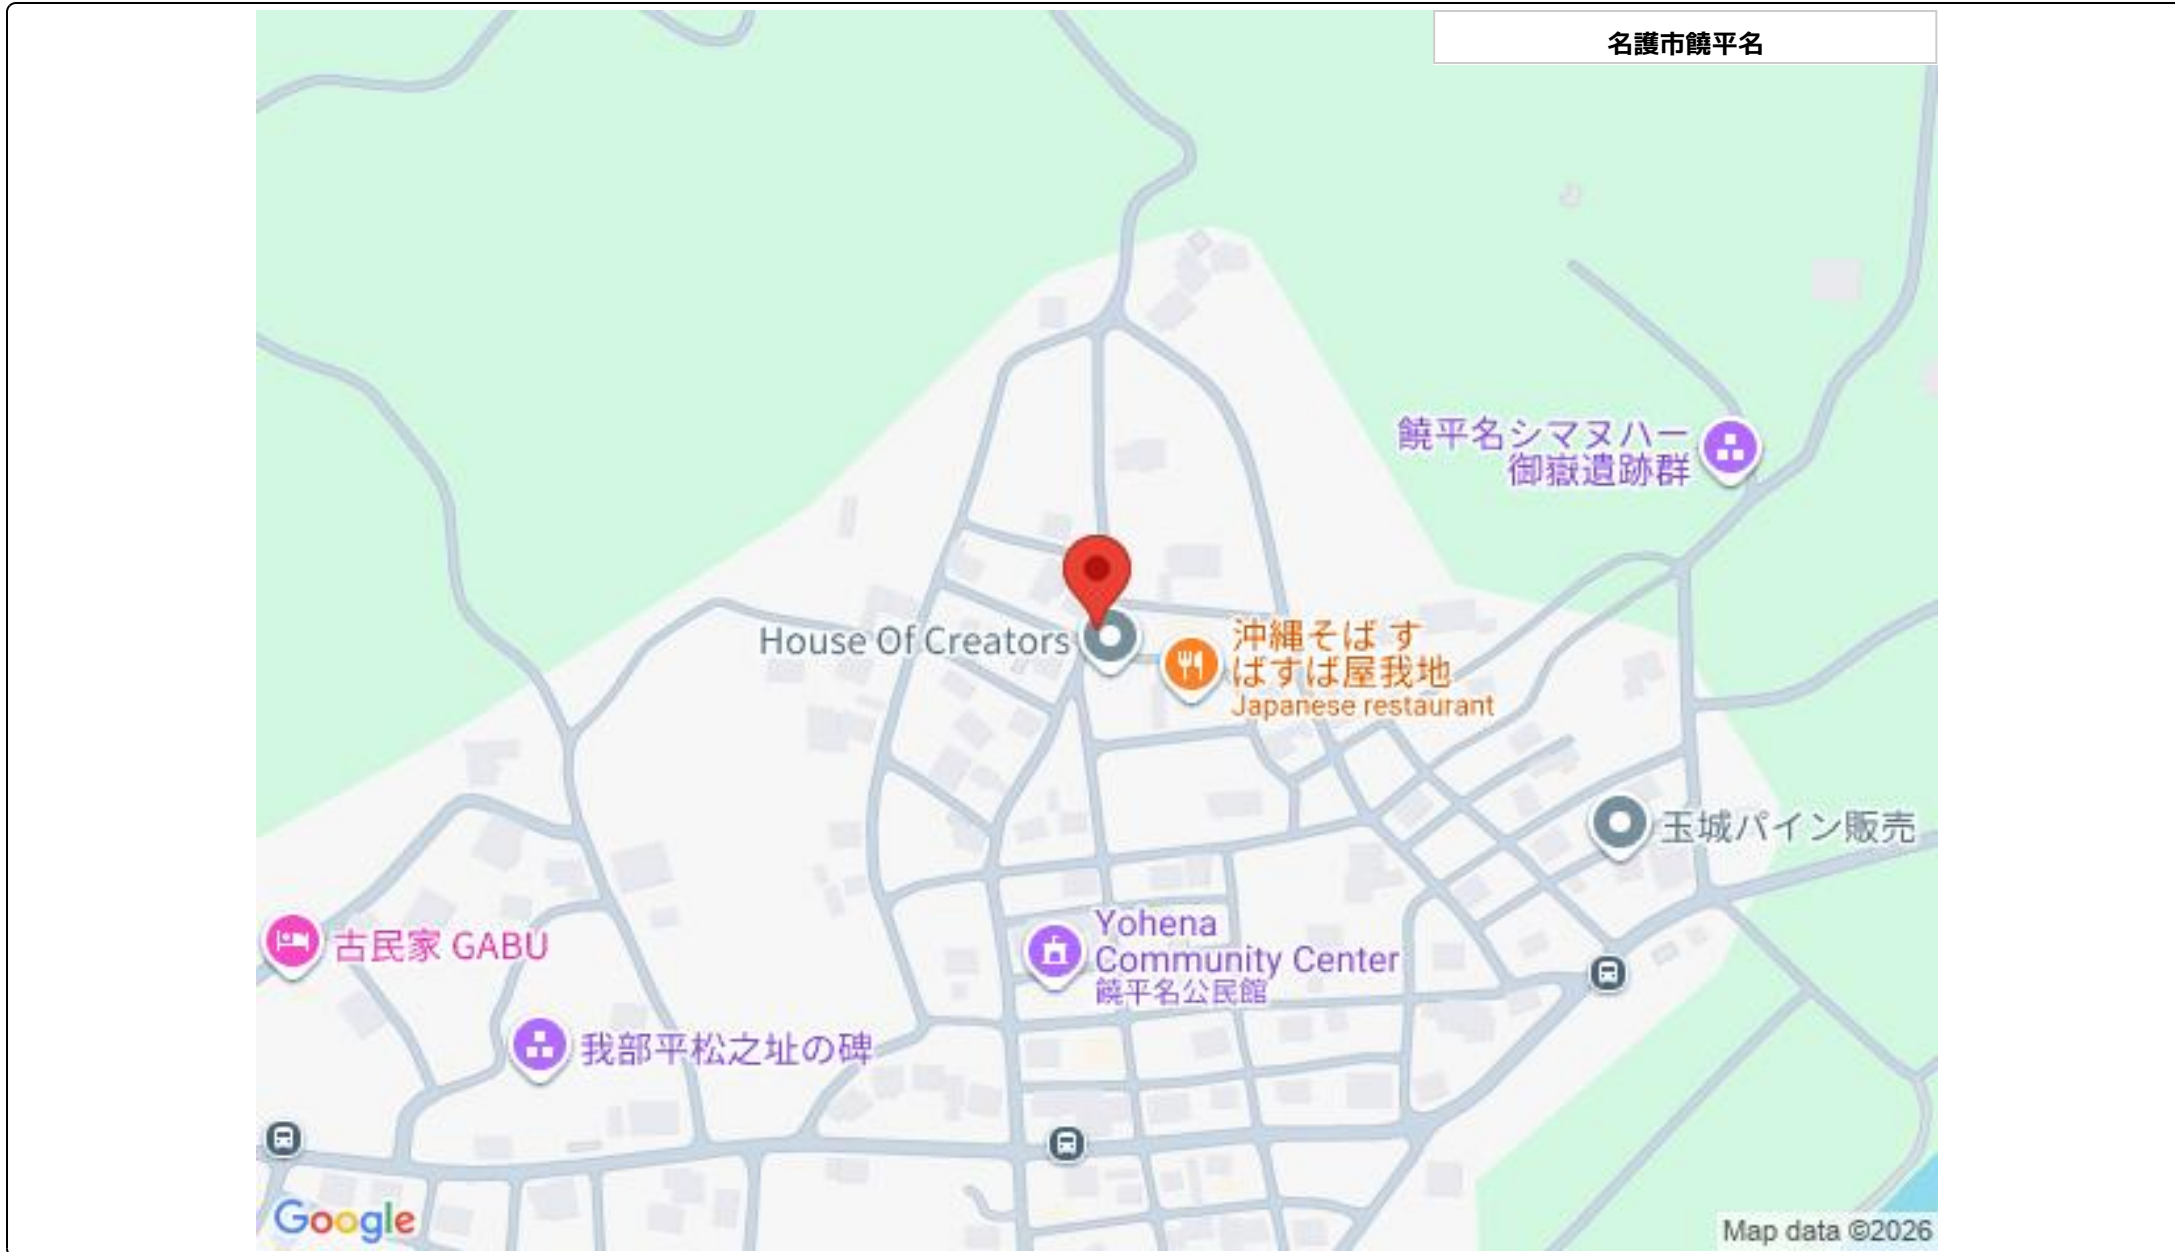 名護市饒平名
饒平名シマヌハー
御嶽遺跡群
House Of Creators
沖縄そば す
ばすば屋我地
Japanese restaurant
玉城パイン販売
Yohena
Community Center
饒平名公民館
古民家 GABU
我部平松之址の碑
Google
Map data ©2026